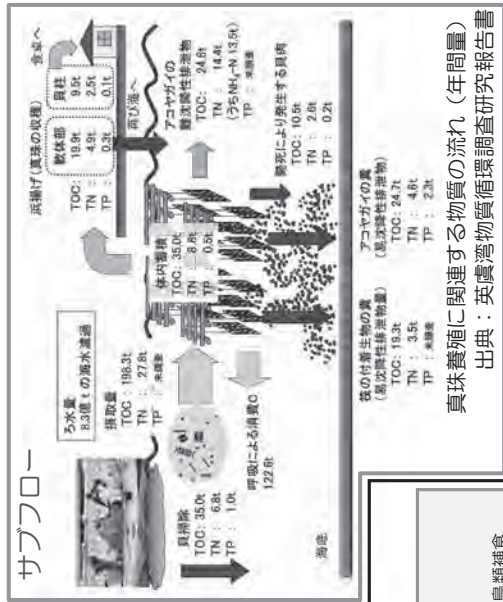 サブフロー
ろ水量
8.3億 t の海水濾過
摂取量
TOC : 198.3t
TN : 27.8t
TP : 未調査
貝掃除
TOC: 35.0t
TN : 6.8t
TP : 1.0t
呼吸による消費C
122.6t
海底
体内蓄積
TOC: 35.0t
TN : 8.8t
TP : 0.5t
浜揚げ(真珠の収穫)
軟体部
TOC: 19.9t
TN : 4.9t
TP : 0.3t
貝柱
9.5t
2.5t
0.1t
食卓へ
再び海へ
アコヤガイの
難沈降性排泄物
TOC: 24.6t
TN : 14.4t
(うちNH₄-N 13.5t)
TP : 未調査
斃死により発生する貝肉
TOC: 10.5t
TN : 2.6t
TP : 0.2t
筏の付着生物の糞
(易沈降性排泄物量)
TOC: 19.3t
TN : 3.5t
TP : 未調査
アコヤガイの糞
(易沈降性排泄物)
TOC: 24.7t
TN : 4.6t
TP : 2.3t
真珠養殖に関連する物質の流れ（年間量）
出典：英虞湾物質循環調査研究報告書
鳥類捕食